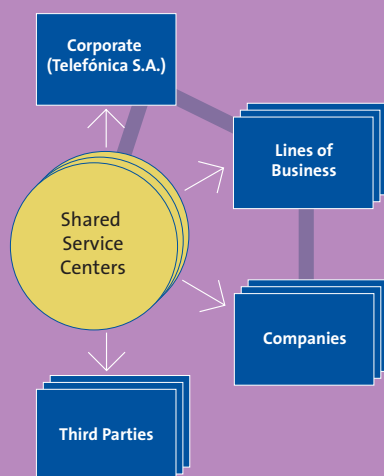 Corporate
(Telefónica S.A.)
Lines of
Business
Shared
Service
Centers
Companies
Third Parties